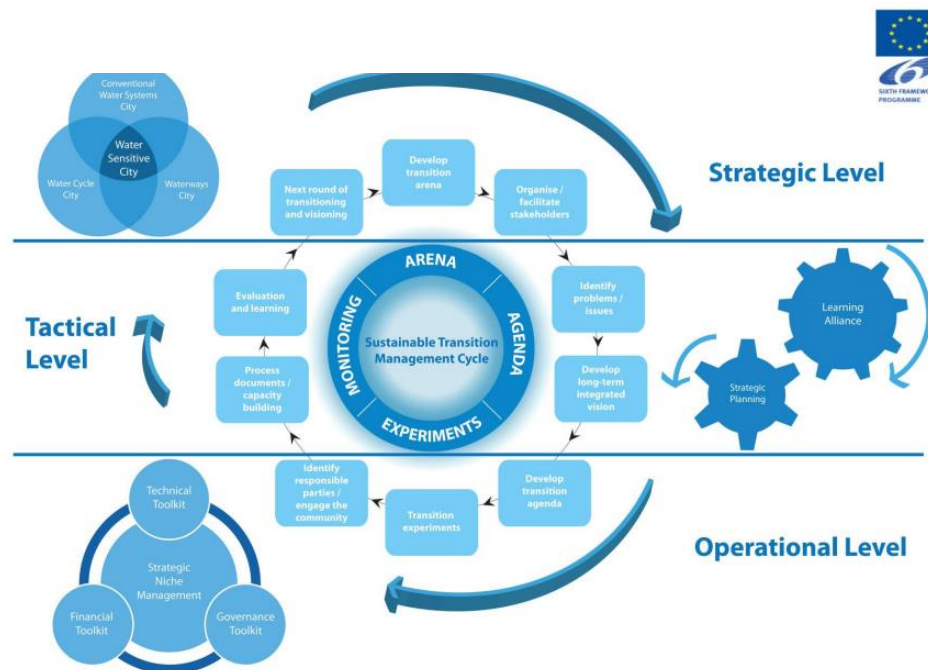 SIXTH FRAMEWORK
PROGRAMME
Conventional
Water Systems
City
Water
Sensitive
City
Water Cycle
City
Waterways
City
Strategic Level
Develop
transition
arena
Organise /
facilitate
stakeholders
Next round of
transitioning
and visioning
Tactical
Level
Identify
problems /
issues
Develop
long-term
integrated
vision
Evaluation
and learning
Process
documents /
capacity
building
ARENA
AGENDA
EXPERIMENTS
MONITORING
Sustainable Transition
Management Cycle
Learning
Alliance
Strategic
Planning
Operational Level
Develop
transition
agenda
Transition
experiments
Identify
responsible
parties /
engage the
community
Technical
Toolkit
Strategic
Niche
Management
Financial
Toolkit
Governance
Toolkit